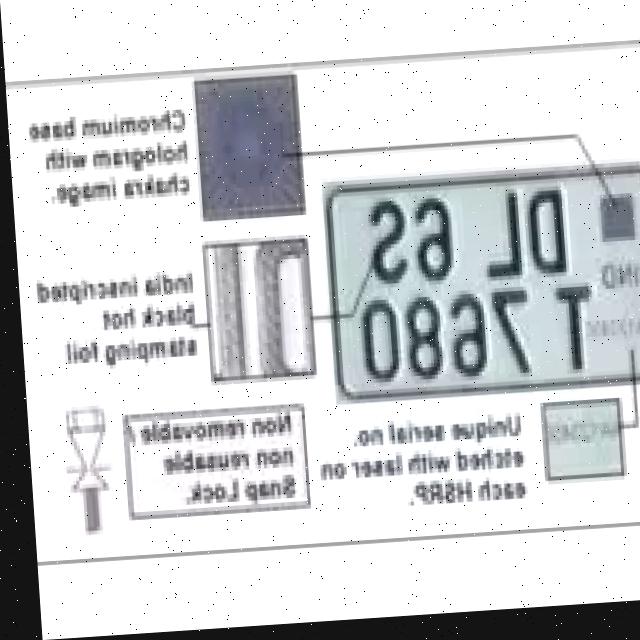 Chromium base
hologram with
chakra image.
DL 6S
T 7680
IND
India inscripted
black hot
stamping foil
Non removable \
non reusable
Snap Lock.
Unique serial no.
etched with laser on
each HSRP.